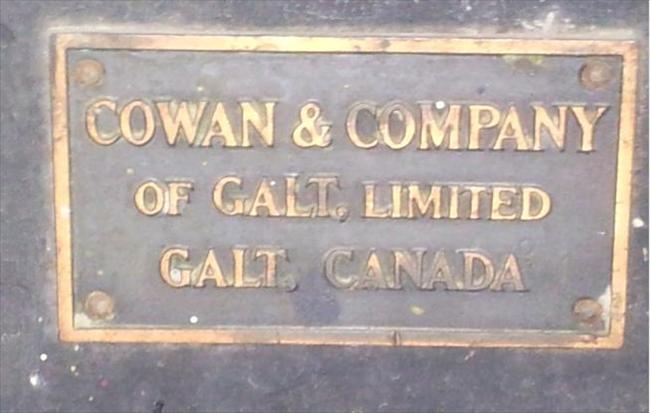 COWAN & COMPANY
OF GALT, LIMITED
GALT, CANADA